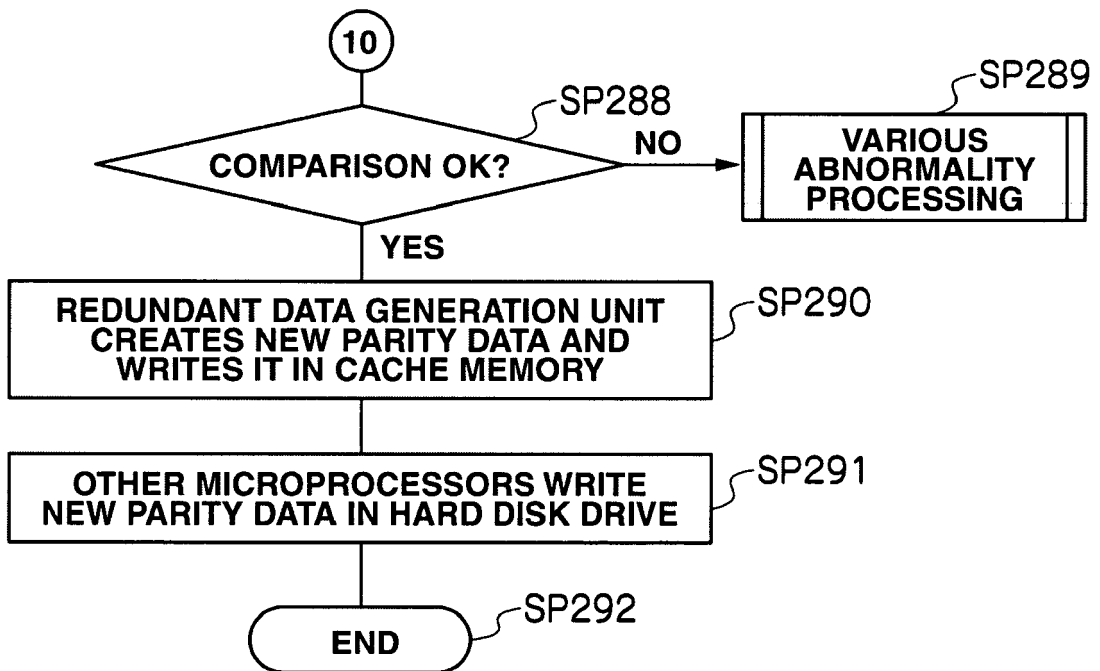 10
SP288
SP289
COMPARISON OK?
NO
VARIOUS
ABNORMALITY
PROCESSING
YES
REDUNDANT DATA GENERATION UNIT
CREATES NEW PARITY DATA AND
WRITES IT IN CACHE MEMORY
SP290
OTHER MICROPROCESSORS WRITE
NEW PARITY DATA IN HARD DISK DRIVE
SP291
END
SP292